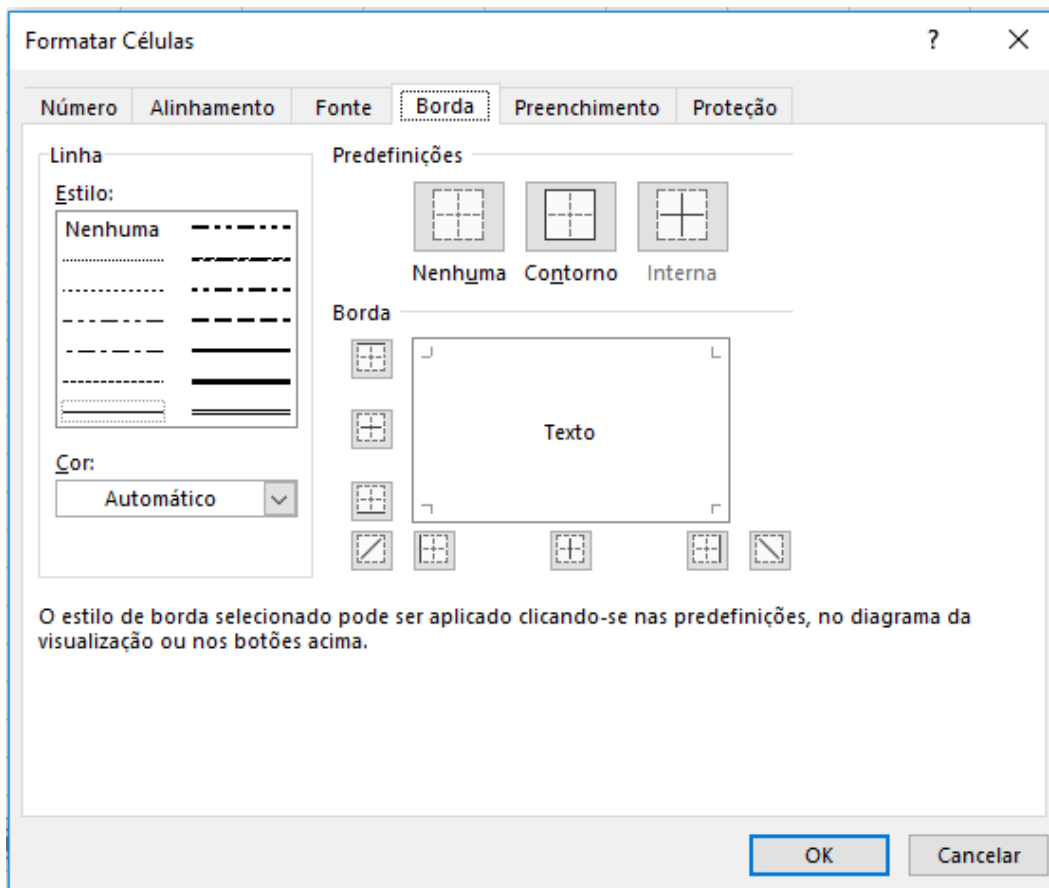 Formatar Células ? X
Número Alinhamento Fonte Borda Preenchimento Proteção
Linha
Estilo:
Nenhuma
Cor:
Automático
Predefinições
Nenhuma Contorno Interna
Borda
Texto
O estilo de borda selecionado pode ser aplicado clicando-se nas predefinições, no diagrama da
visualização ou nos botões acima.
OK Cancelar